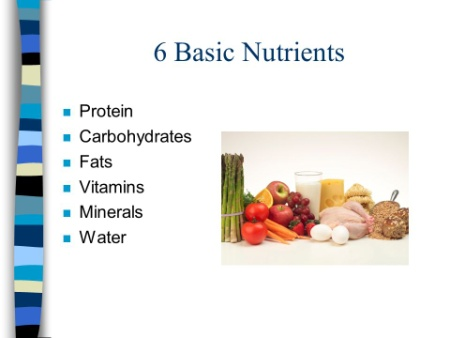 6 Basic Nutrients
Protein
Carbohydrates
Fats
Vitamins
Minerals
Water